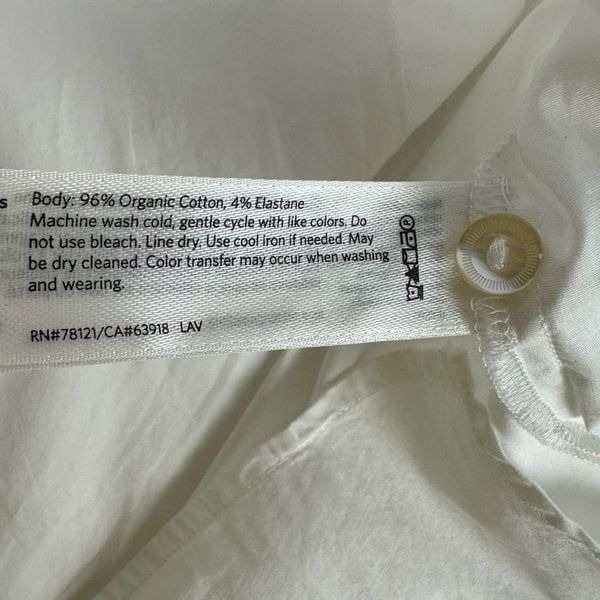 s
Body: 96% Organic Cotton, 4% Elastane
Machine wash cold, gentle cycle with like colors. Do
not use bleach. Line dry. Use cool iron if needed. May
be dry cleaned. Color transfer may occur when washing
and wearing.
RN#78121/CA#63918 LAV